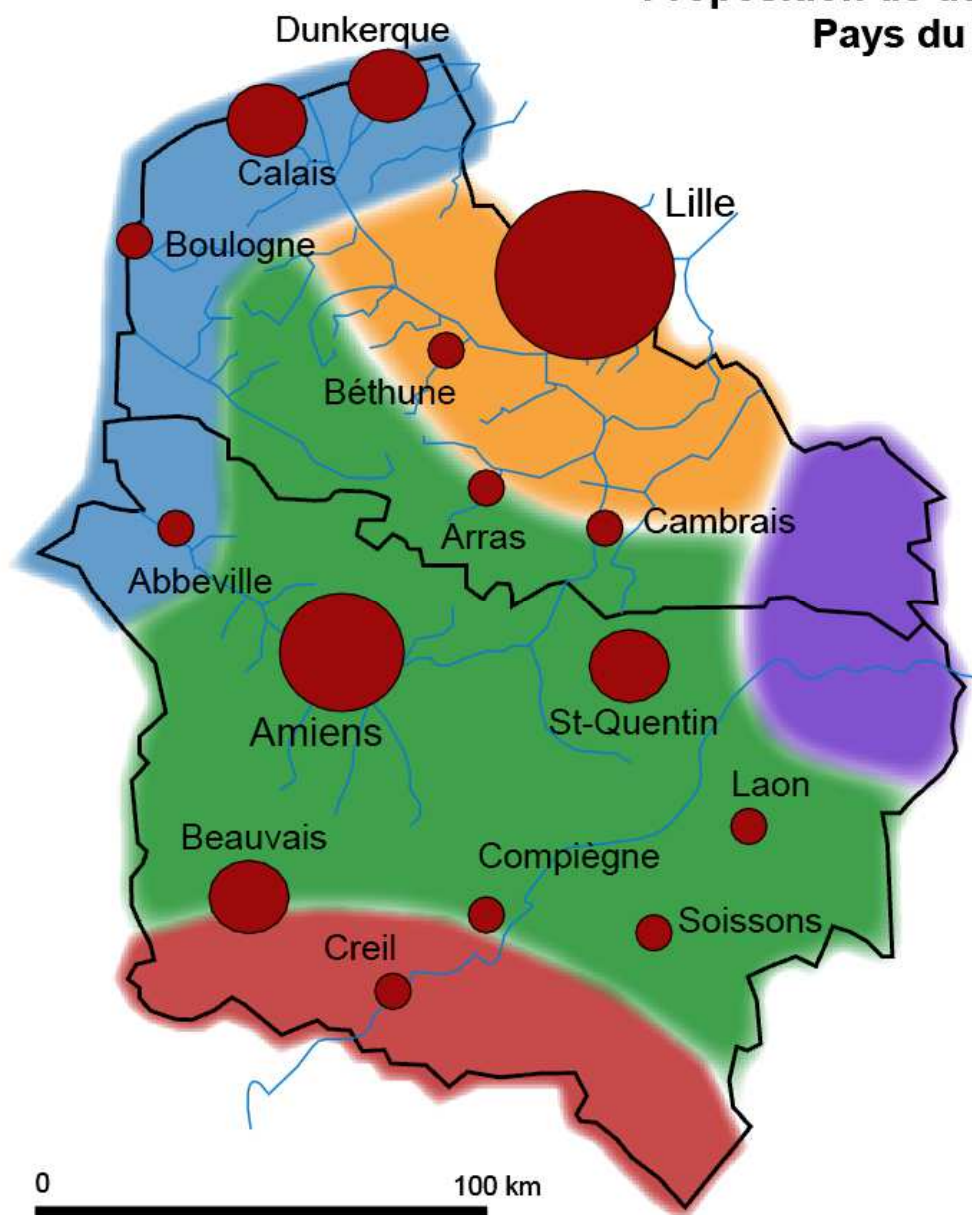 Pays du
Dunkerque
Calais
Lille
Boulogne
Béthune
Arras
Cambrais
Abbeville
Amiens
St-Quentin
Laon
Beauvais
Compiègne
Soissons
Creil
0
100 km